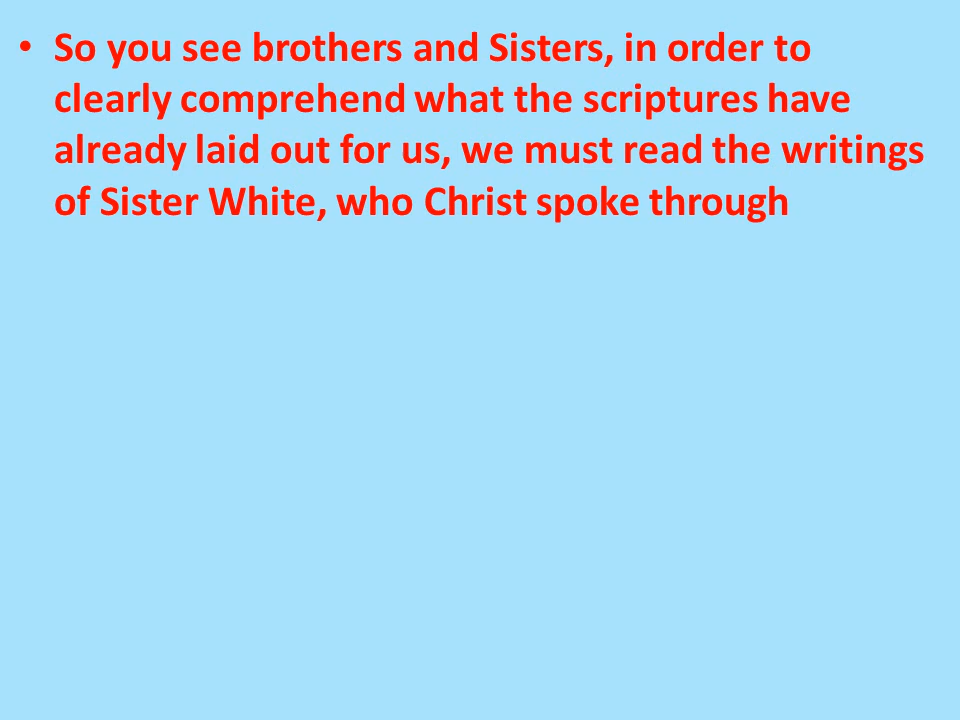 • So you see brothers and Sisters, in order to
clearly comprehend what the scriptures have
already laid out for us, we must read the writings
of Sister White, who Christ spoke through